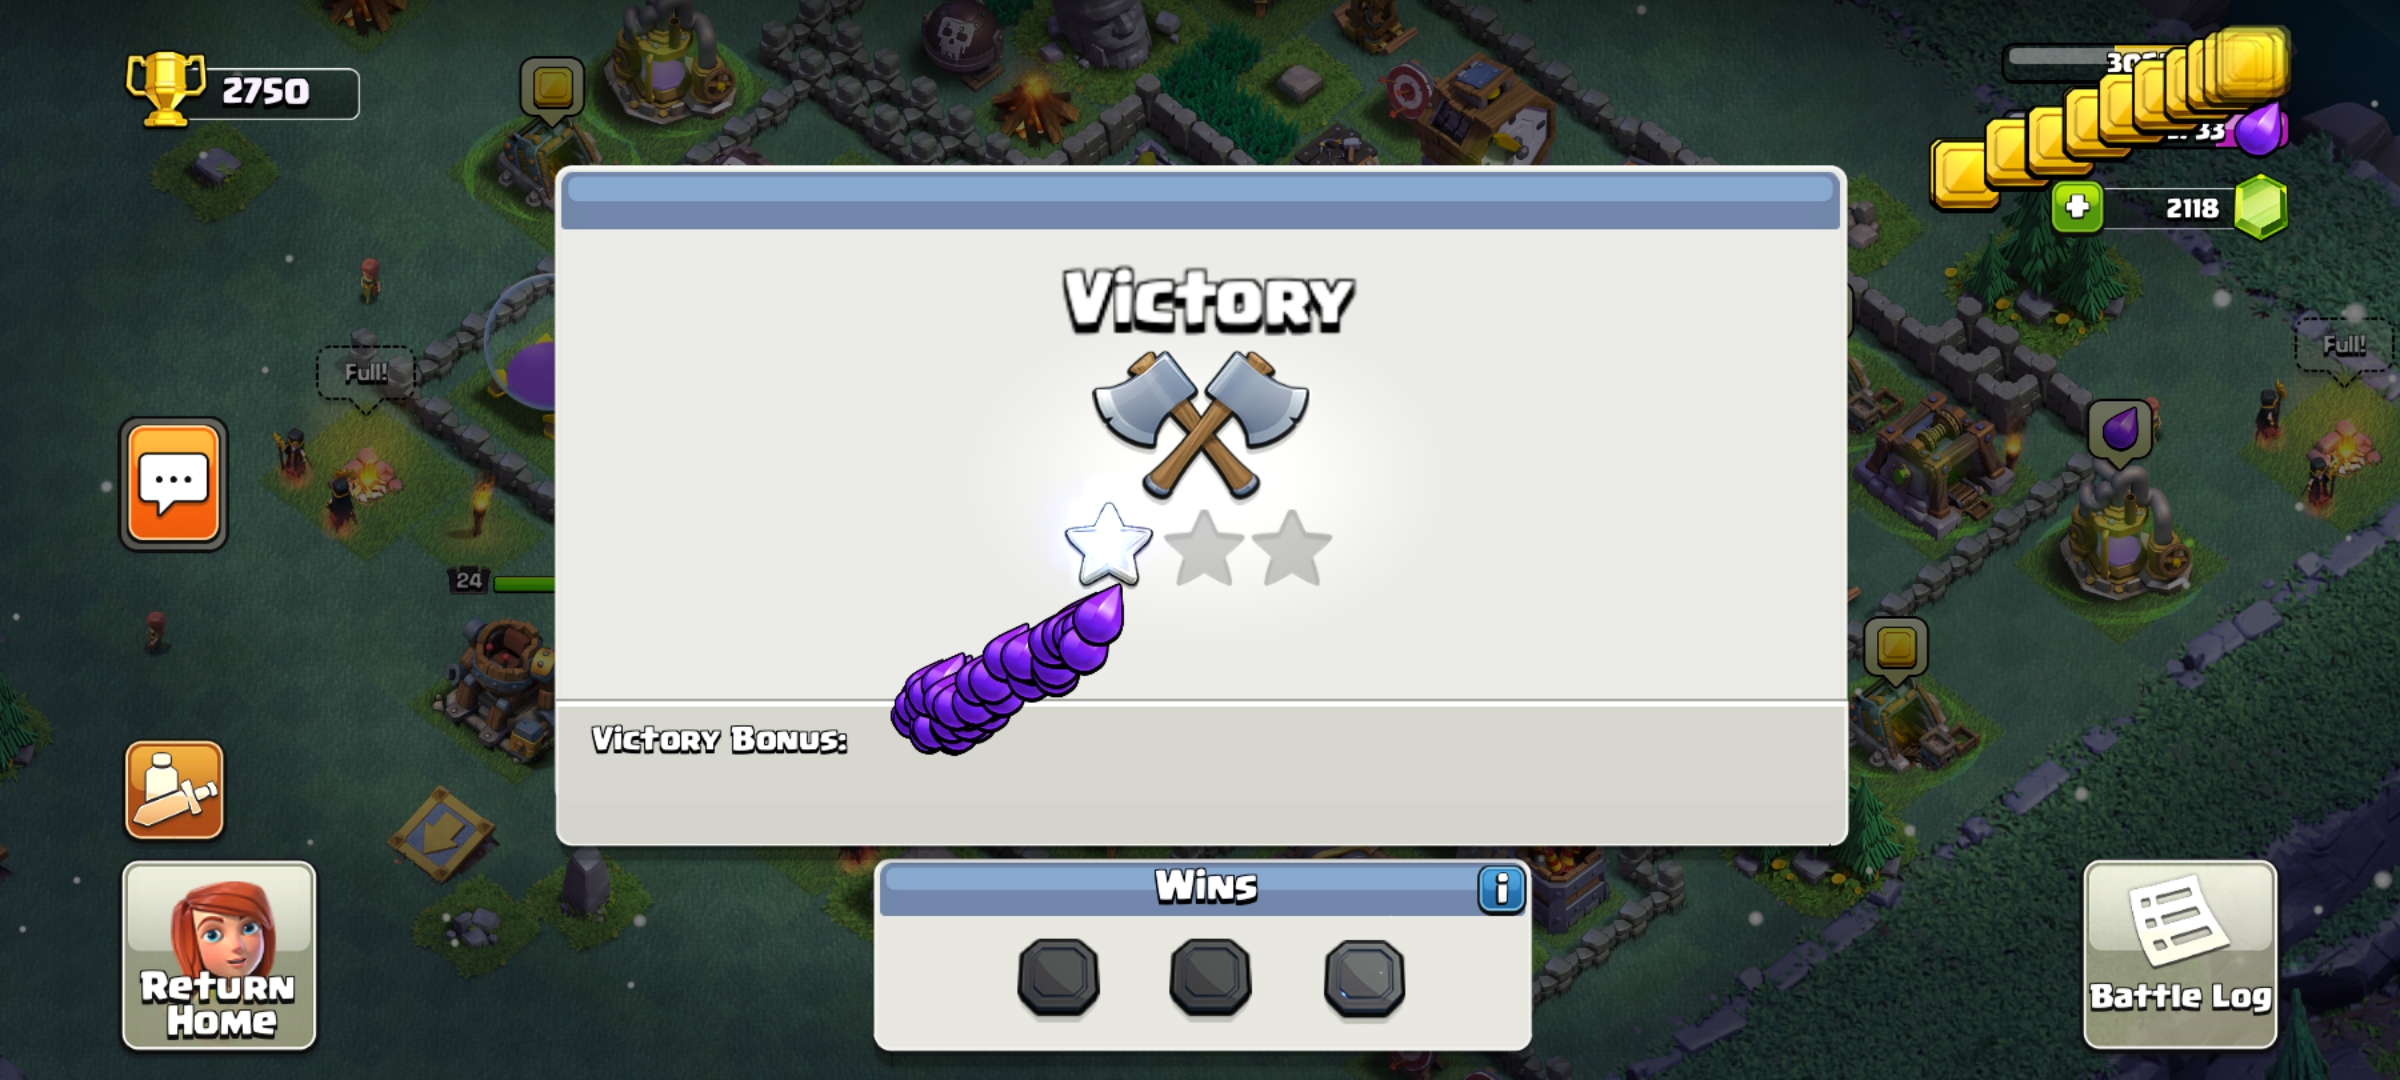 2750
2118
Victory
Full!
Full!
24
Victory Bonus:
Wins
i
Return
Home
Battle Log